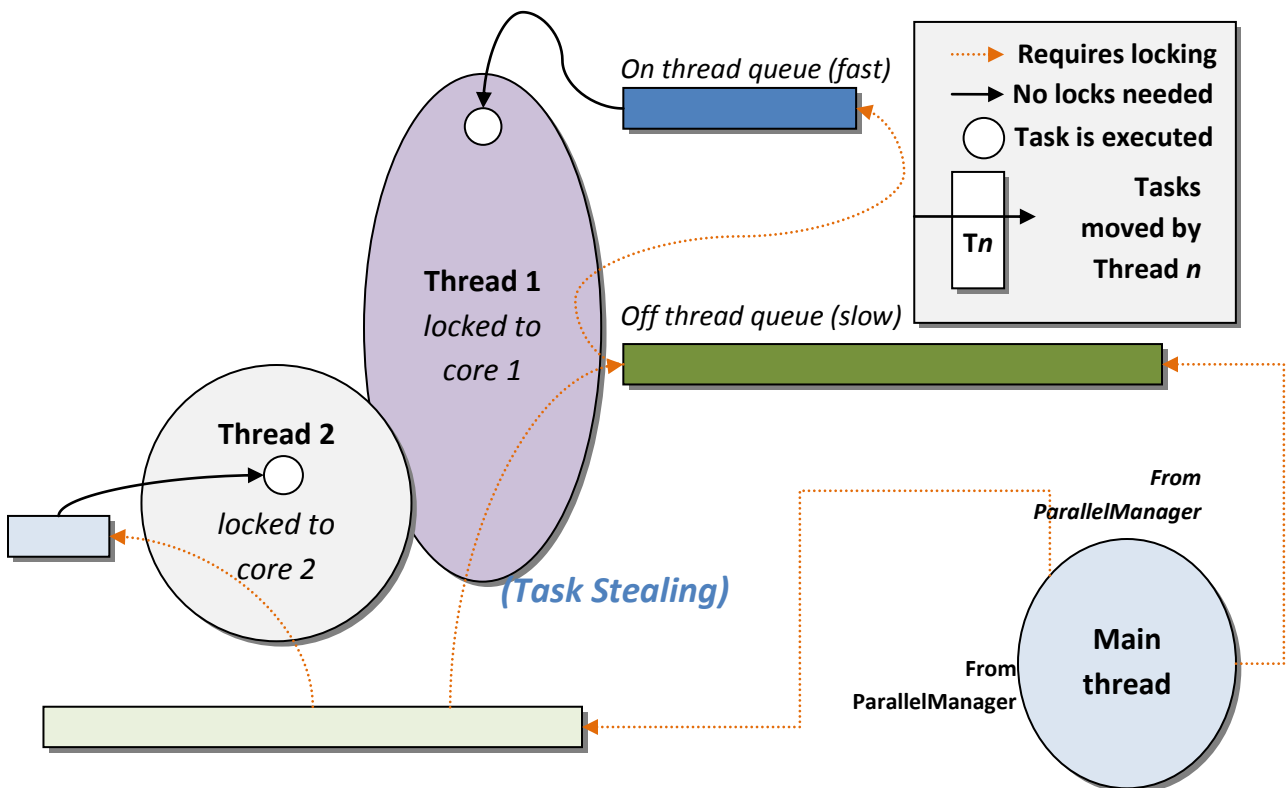 On thread queue (fast)
Requires locking
No locks needed
Task is executed
Tasks
moved by
Thread n
Tn
Thread 1
locked to
core 1
Off thread queue (slow)
Thread 2
locked to
core 2
(Task Stealing)
From
ParallelManager
Main
thread
From
ParallelManager